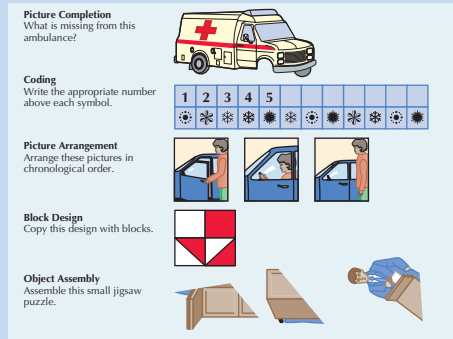 Picture Completion
What is missing from this
ambulance?
Coding
Write the appropriate number
above each symbol.
1 2 3 4 5
Picture Arrangement
Arrange these pictures in
chronological order.
Block Design
Copy this design with blocks.
Object Assembly
Assemble this small jigsaw
puzzle.